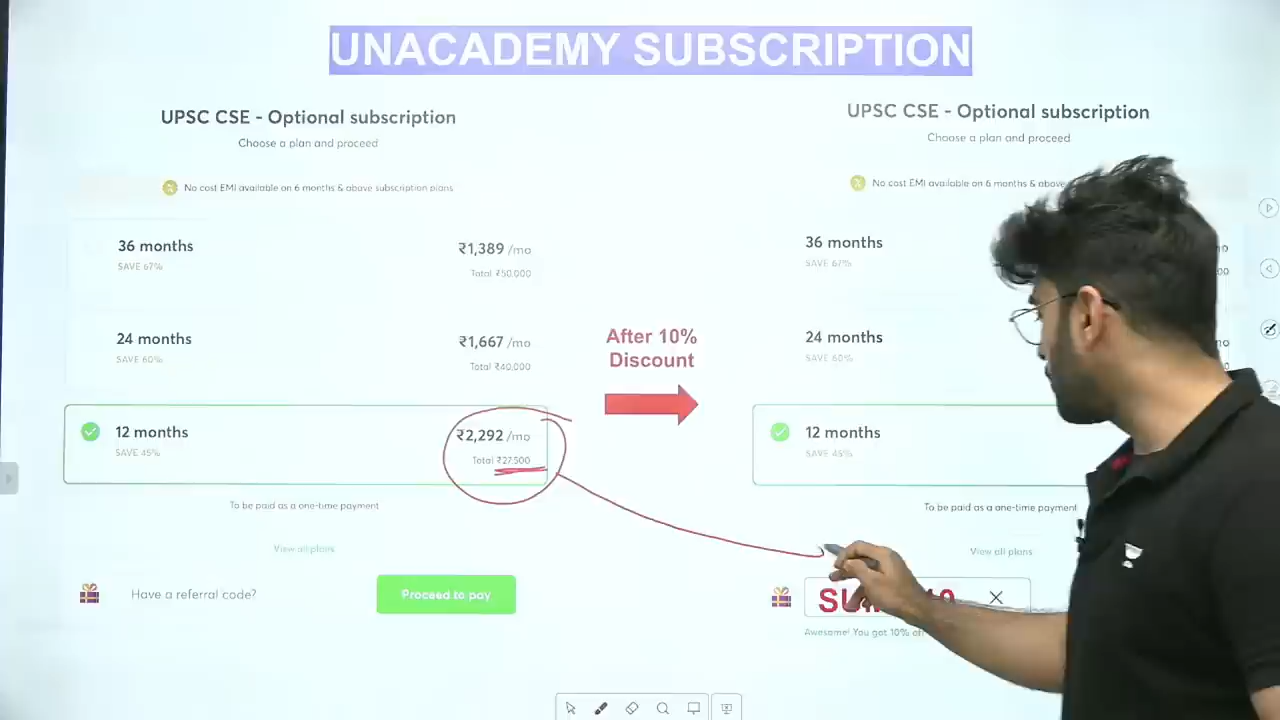 UNACADEMY SUBSCRIPTION
UPSC CSE - Optional subscription
Choose a plan and proceed
No cost EMI available on 6 months & above subscription plans
36 months
SAVE 67%
₹1,389 /mo
Total ₹50,000
24 months
SAVE 60%
₹1,667 /mo
Total ₹40,000
12 months
SAVE 45%
₹2,292 /mo
Total ₹27,500
To be paid as a one-time payment
View all plans
Have a referral code?
Proceed to pay
After 10%
Discount
UPSC CSE - Optional subscription
Choose a plan and proceed
No cost EMI available on 6 months & above
36 months
SAVE 67%
24 months
SAVE 60%
12 months
SAVE 45%
To be paid as a one-time payment
View all plans
Awesome! You got 10% off